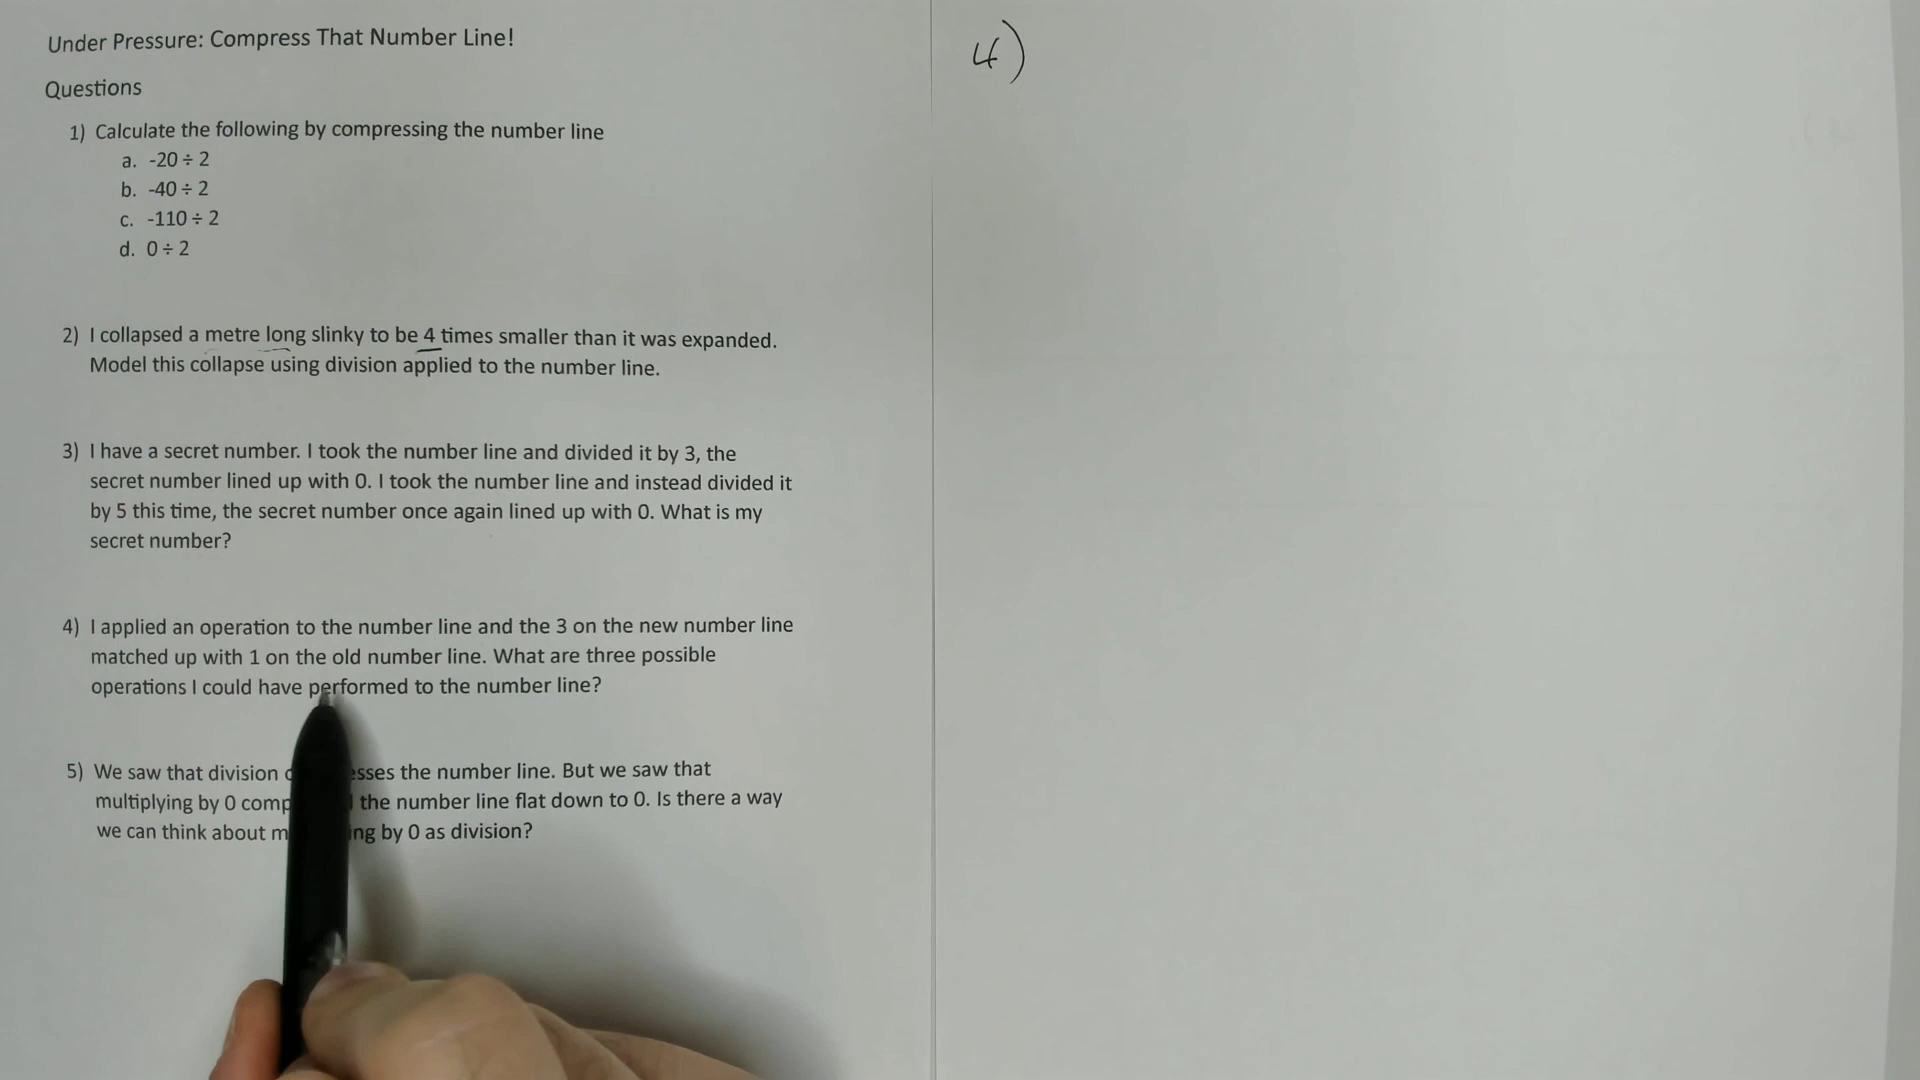 Under Pressure: Compress That Number Line!
Questions
1) Calculate the following by compressing the number line
a. -20 ÷ 2
b. -40 ÷ 2
c. -110 ÷ 2
d. 0 ÷ 2
2) I collapsed a metre long slinky to be 4 times smaller than it was expanded.
Model this collapse using division applied to the number line.
3) I have a secret number. I took the number line and divided it by 3, the
secret number lined up with 0. I took the number line and instead divided it
by 5 this time, the secret number once again lined up with 0. What is my
secret number?
4) I applied an operation to the number line and the 3 on the new number line
matched up with 1 on the old number line. What are three possible
operations I could have performed to the number line?
5) We saw that division esses the number line. But we saw that
multiplying by 0 comp the number line flat down to 0. Is there a way
we can think about m ing by 0 as division?
4)